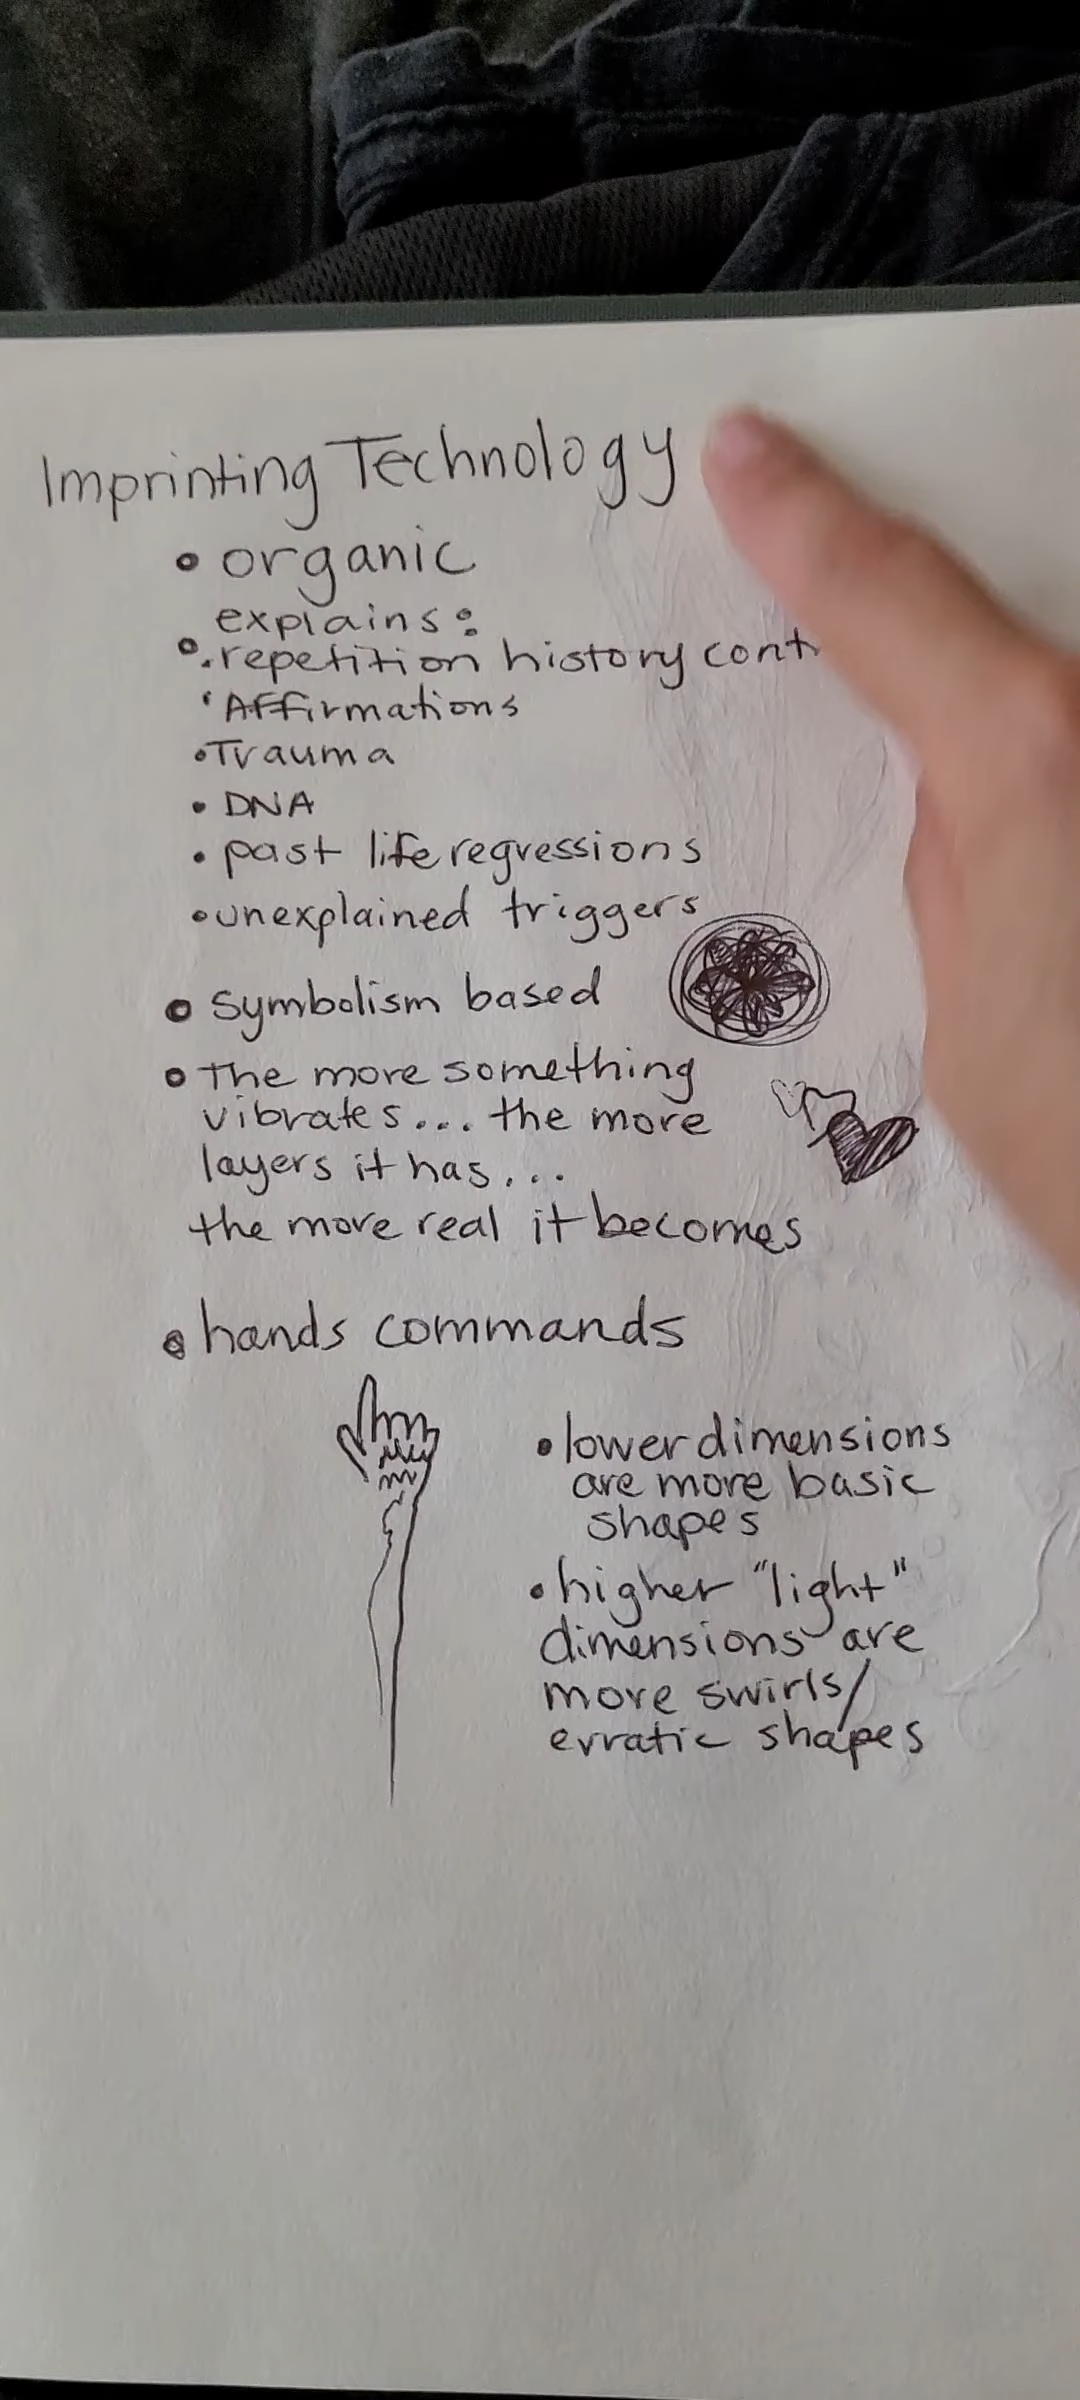 Imprinting Technology
organic
explains:
repetition history
Affirmations
Trauma
DNA
past life regressions
unexplained triggers
Symbolism based
The more something
vibrates... the more
layers it has...
the more real it becomes
hands commands
lower dimensions
are more basic
shapes
higher "light"
dimensions are
more swirls/
erratic shapes